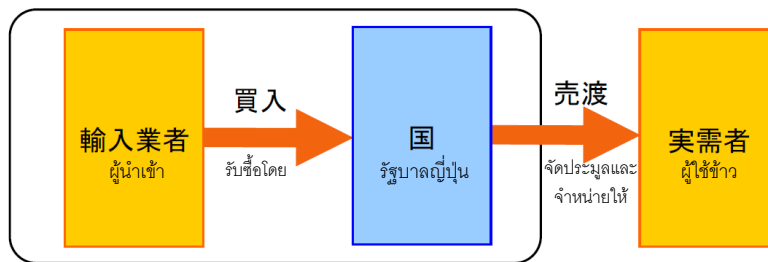 輸入業者
ผู้นำเข้า
買入
รับซื้อโดย
国
รัฐบาลญี่ปุ่น
売渡
จัดประมูลและ
จำหน่ายให้
実需者
ผู้ใช้ข้าว